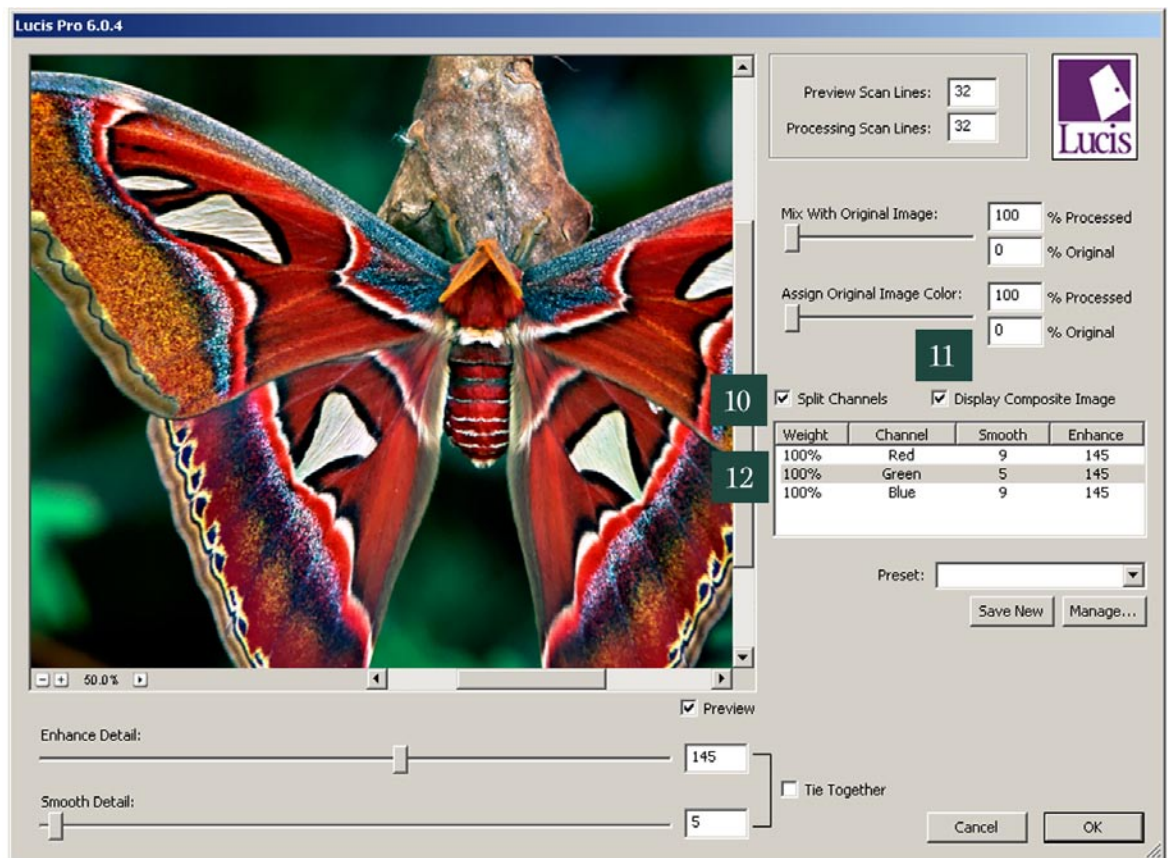 Lucis Pro 6.0.4
Preview Scan Lines: 32
Processing Scan Lines: 32
Lucis
Mix With Original Image: 100 % Processed
0 % Original
Assign Original Image Color: 100 % Processed
0 % Original
11
10 Split Channels Display Composite Image
Weight Channel Smooth Enhance
100% Red 9 145
12 100% Green 5 145
100% Blue 9 145
Preset:
Save New Manage...
50.0%
Preview
Enhance Detail: 145
Tie Together
Smooth Detail: 5
Cancel OK